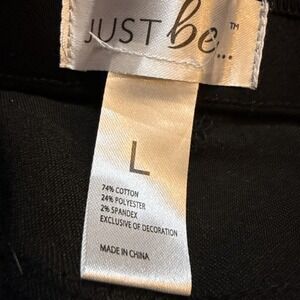 JUST be...™
L
74% COTTON
24% POLYESTER
2% SPANDEX
EXCLUSIVE OF DECORATION
MADE IN CHINA